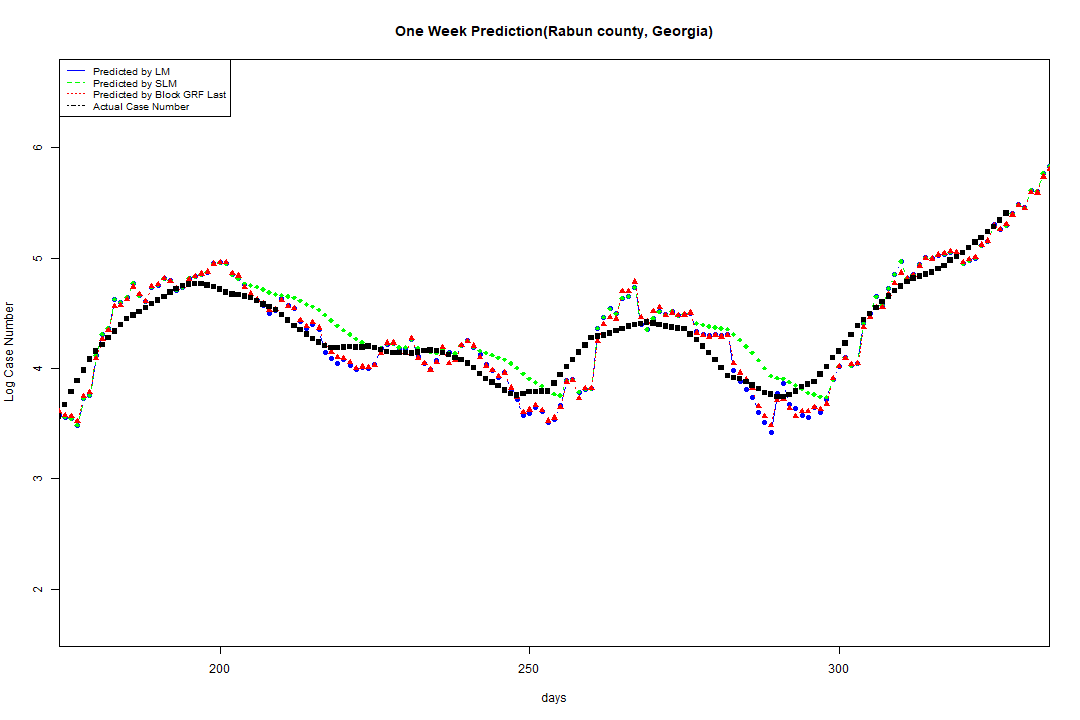 One Week Prediction(Rabun county, Georgia)
Predicted by LM
Predicted by SLM
Predicted by Block GRF Last
Actual Case Number
Log Case Number
6
5
4
3
2
200
250
300
days